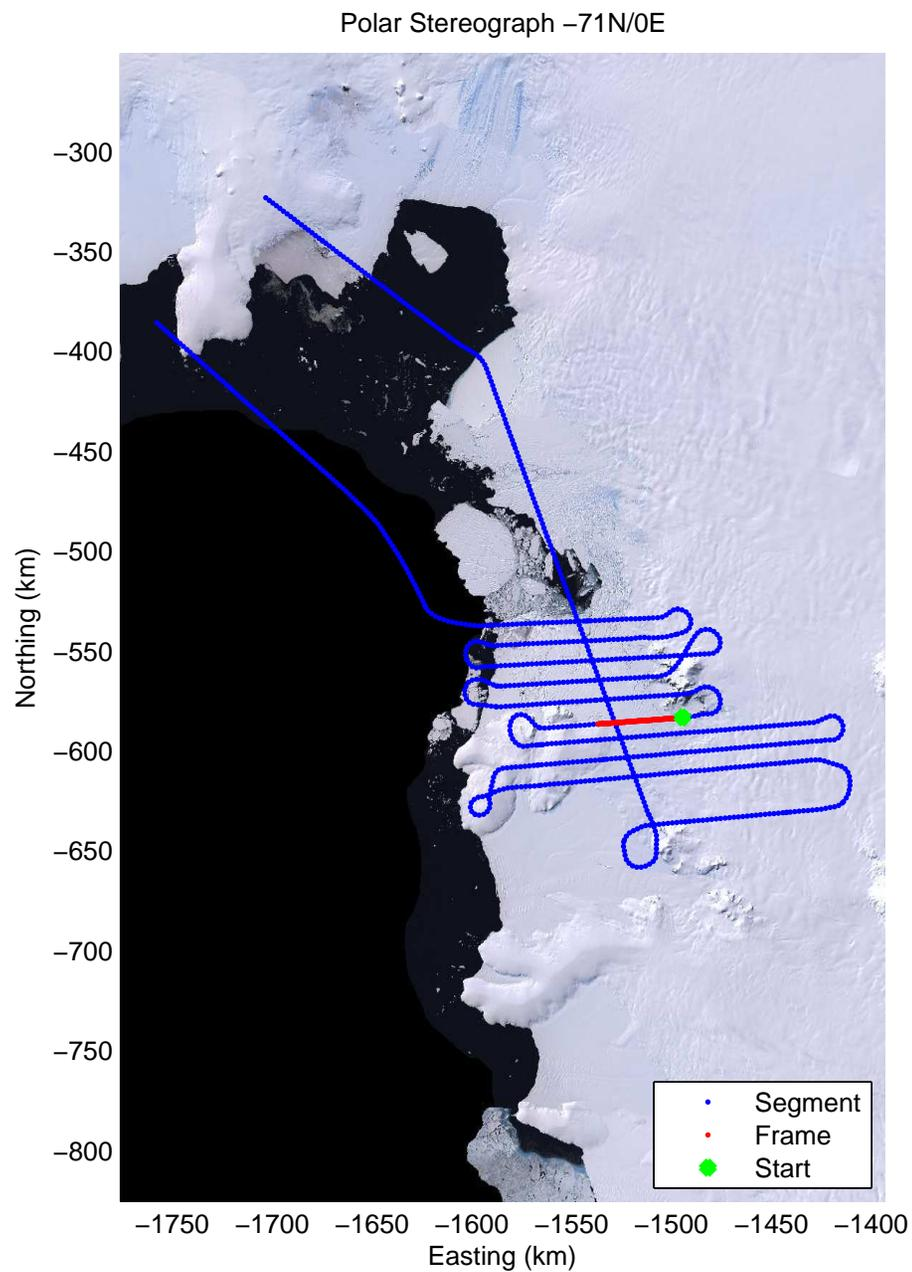 Polar Stereograph −71N/0E
−300
−350
−400
−450
−500
−550
−600
−650
−700
−750
−800
Northing (km)
Segment
Frame
Start
−1750 −1700 −1650 −1600 −1550 −1500 −1450 −1400
Easting (km)